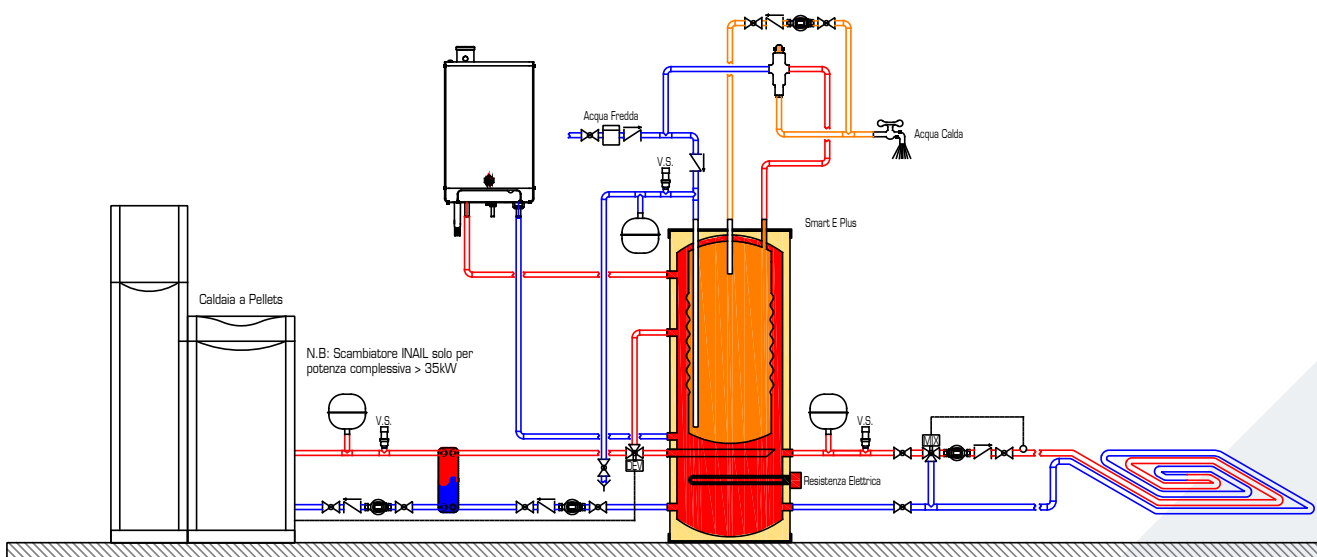 Acqua Fredda
Acqua Calda
V.S.
Smart E Plus
Caldaia a Pellets
N.B: Scambiatore INAIL solo per
potenza complessiva > 35kW
V.S.
V.S.
MIX
DEV
Resistenza Elettrica